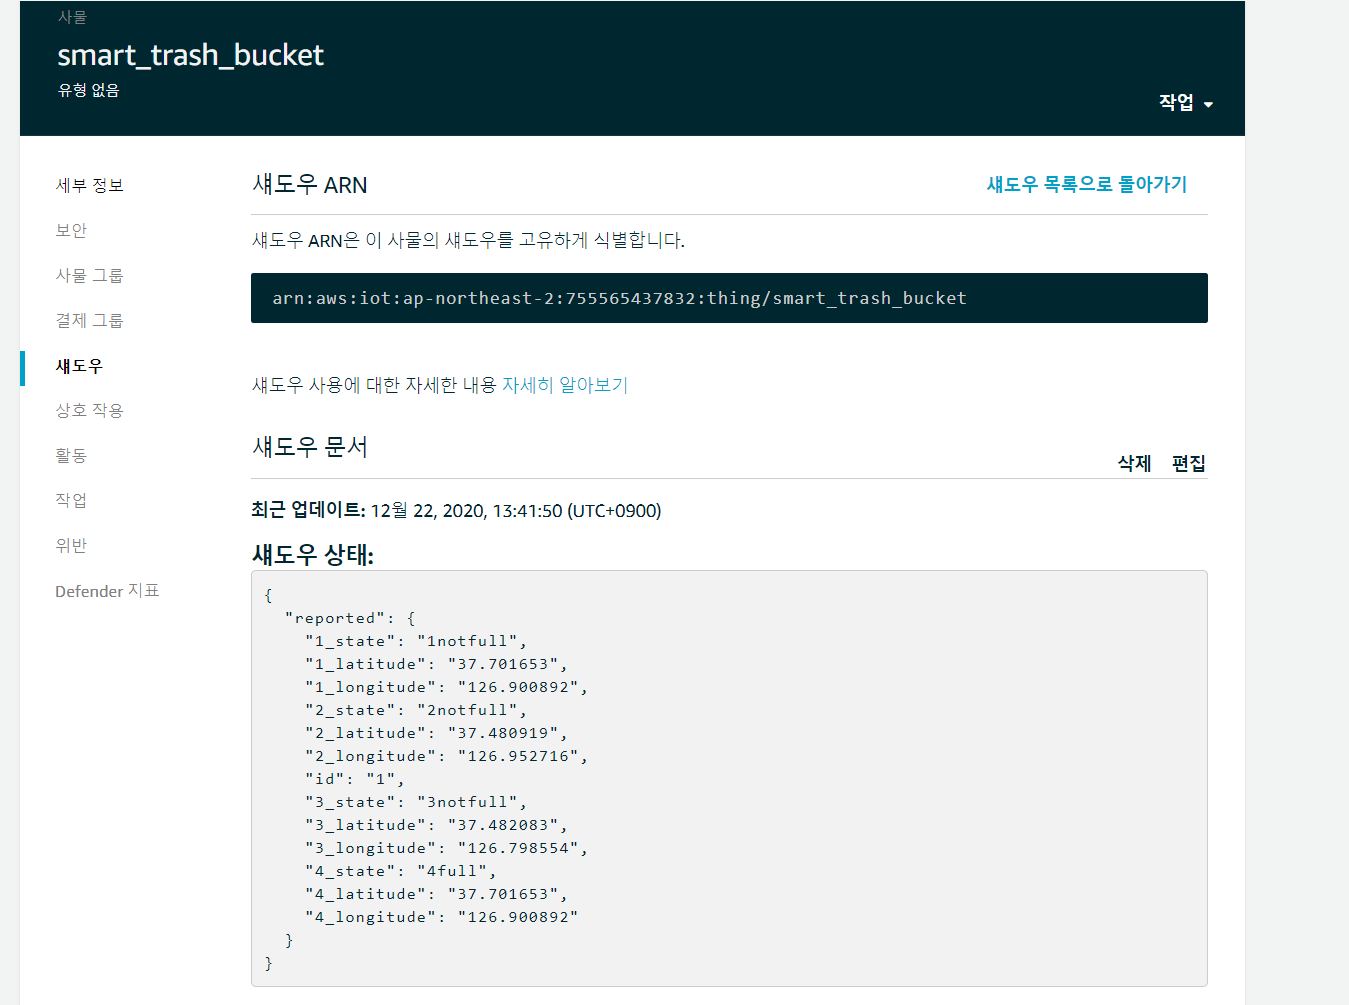 사물
smart_trash_bucket
유형 없음
작업
세부 정보
보안
사물 그룹
결제 그룹
섀도우
상호 작용
활동
작업
위반
Defender 지표
섀도우 ARN
섀도우 목록으로 돌아가기
섀도우 ARN은 이 사물의 섀도우를 고유하게 식별합니다.
arn:aws:iot:ap-northeast-2:755565437832:thing/smart_trash_bucket
섀도우 사용에 대한 자세한 내용 자세히 알아보기
섀도우 문서
삭제 편집
최근 업데이트: 12월 22, 2020, 13:41:50 (UTC+0900)
섀도우 상태:
{
  "reported": {
    "1_state": "1notfull",
    "1_latitude": "37.701653",
    "1_longitude": "126.900892",
    "2_state": "2notfull",
    "2_latitude": "37.480919",
    "2_longitude": "126.952716",
    "id": "1",
    "3_state": "3notfull",
    "3_latitude": "37.482083",
    "3_longitude": "126.798554",
    "4_state": "4full",
    "4_latitude": "37.701653",
    "4_longitude": "126.900892"
  }
}